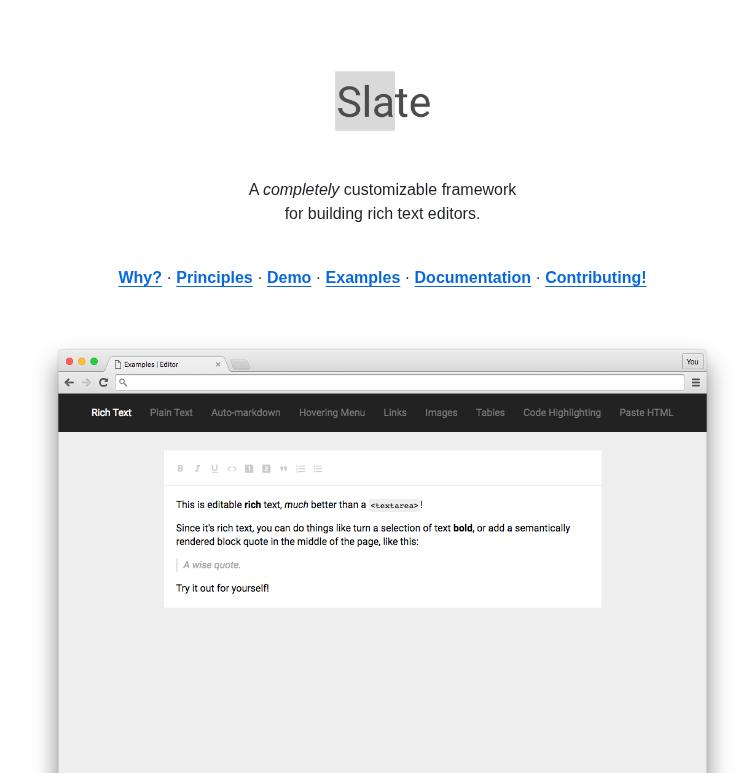 Slate
A completely customizable framework
for building rich text editors.
Why? · Principles · Demo · Examples · Documentation · Contributing!
Examples | Editor
You
Rich Text Plain Text Auto-markdown Hovering Menu Links Images Tables Code Highlighting Paste HTML
This is editable rich text, much better than a <textarea>!
Since it's rich text, you can do things like turn a selection of text bold, or add a semantically
rendered block quote in the middle of the page, like this:
A wise quote.
Try it out for yourself!